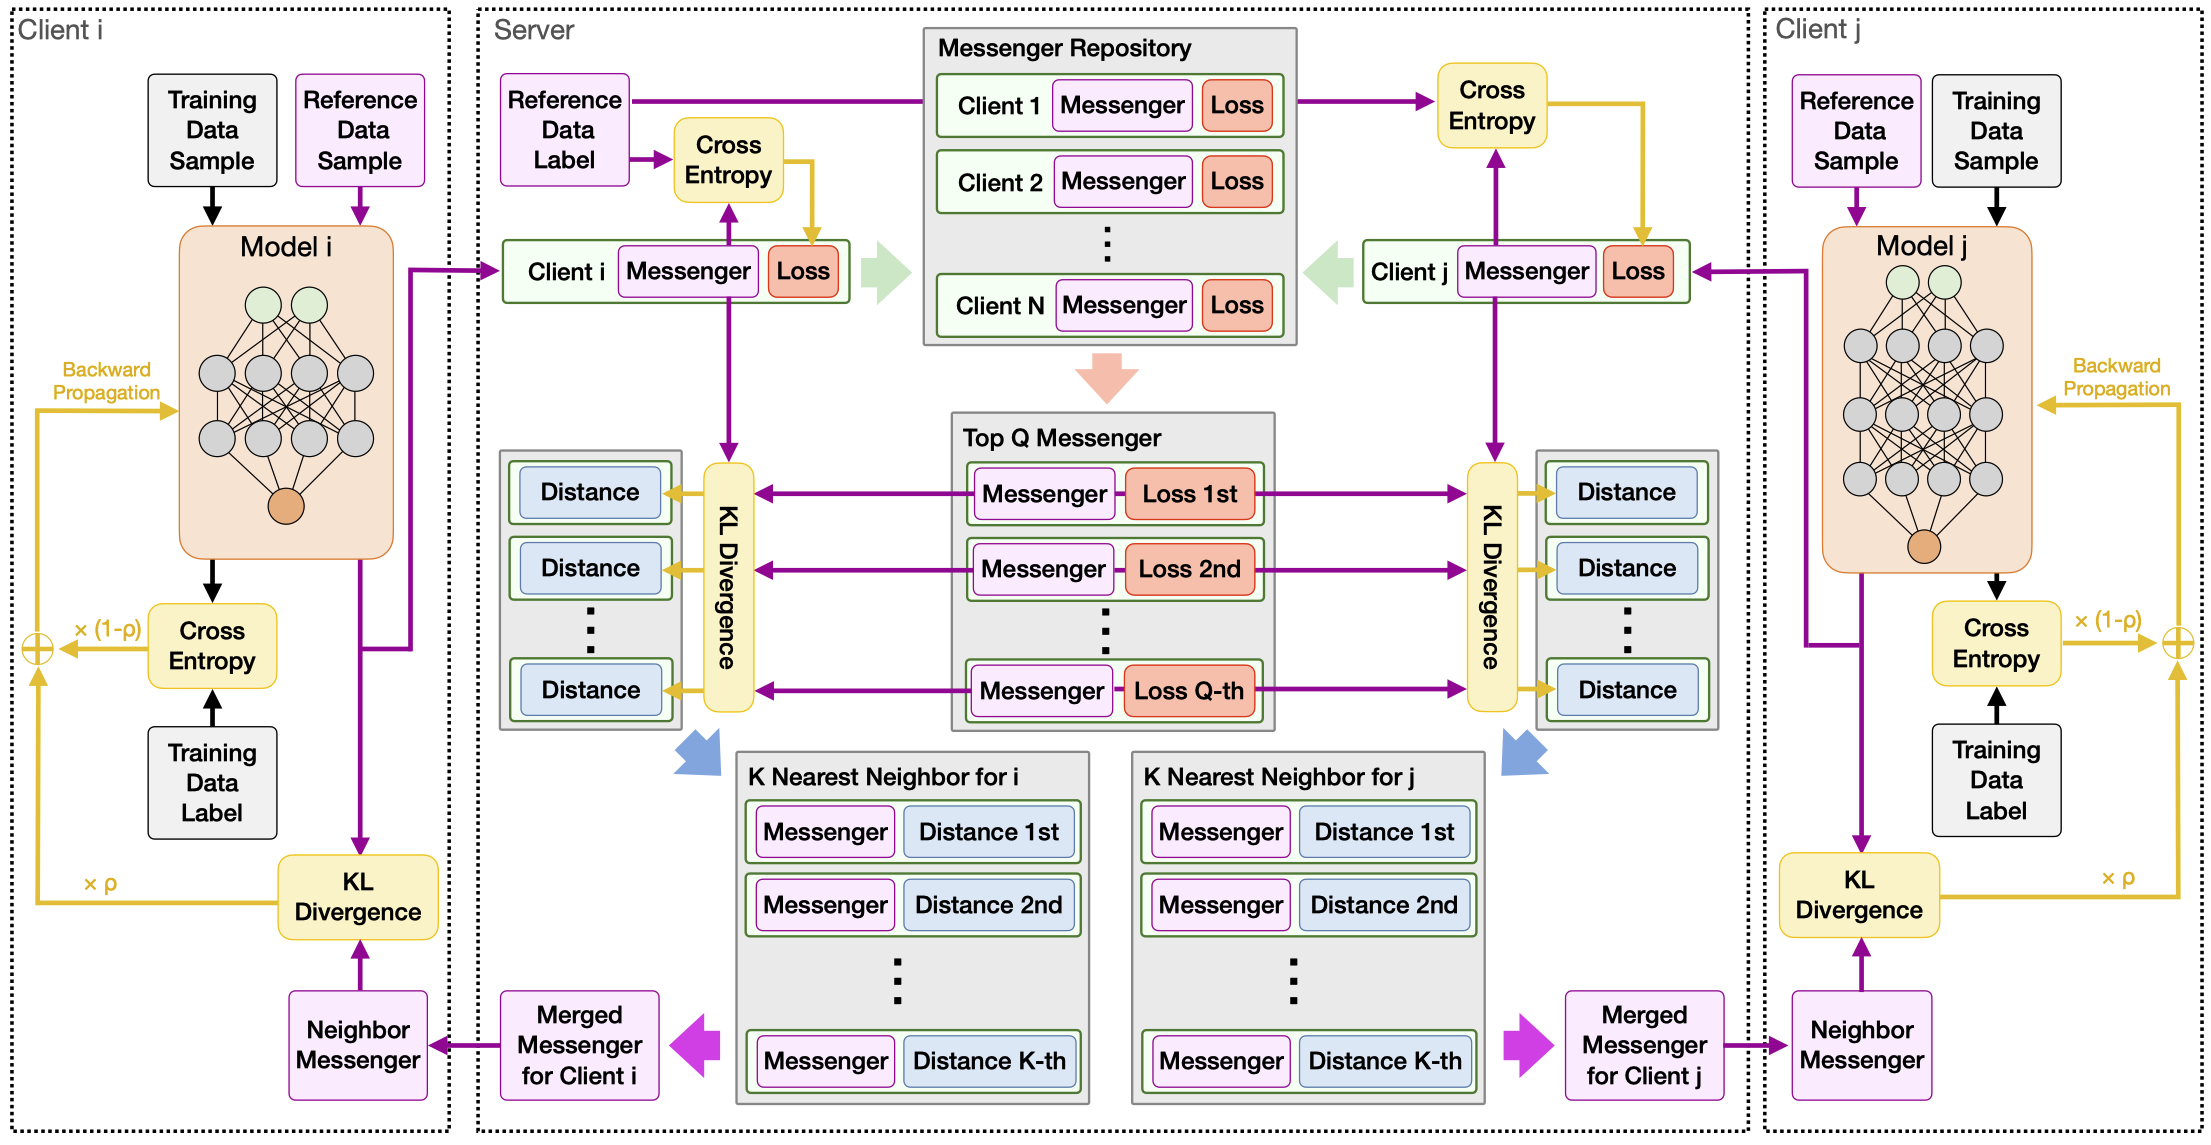 Client i
Training
Data
Sample
Reference
Data
Sample
Model i
Backward
Propagation
× (1-ρ)
Cross
Entropy
Training
Data
Label
× ρ
KL
Divergence
Neighbor
Messenger
Server
Reference
Data
Label
Cross
Entropy
Client i Messenger Loss
Messenger Repository
Client 1 Messenger Loss
Client 2 Messenger Loss
Client N Messenger Loss
Cross
Entropy
Client j Messenger Loss
Top Q Messenger
Messenger Loss 1st
Messenger Loss 2nd
Messenger Loss Q-th
Distance
Distance
Distance
KL Divergence
KL Divergence
Distance
Distance
Distance
K Nearest Neighbor for i
Messenger Distance 1st
Messenger Distance 2nd
Messenger Distance K-th
K Nearest Neighbor for j
Messenger Distance 1st
Messenger Distance 2nd
Messenger Distance K-th
Merged
Messenger
for Client i
Merged
Messenger
for Client j
Client j
Reference
Data
Sample
Training
Data
Sample
Model j
Backward
Propagation
Cross
Entropy
× (1-ρ)
Training
Data
Label
KL
Divergence
× ρ
Neighbor
Messenger